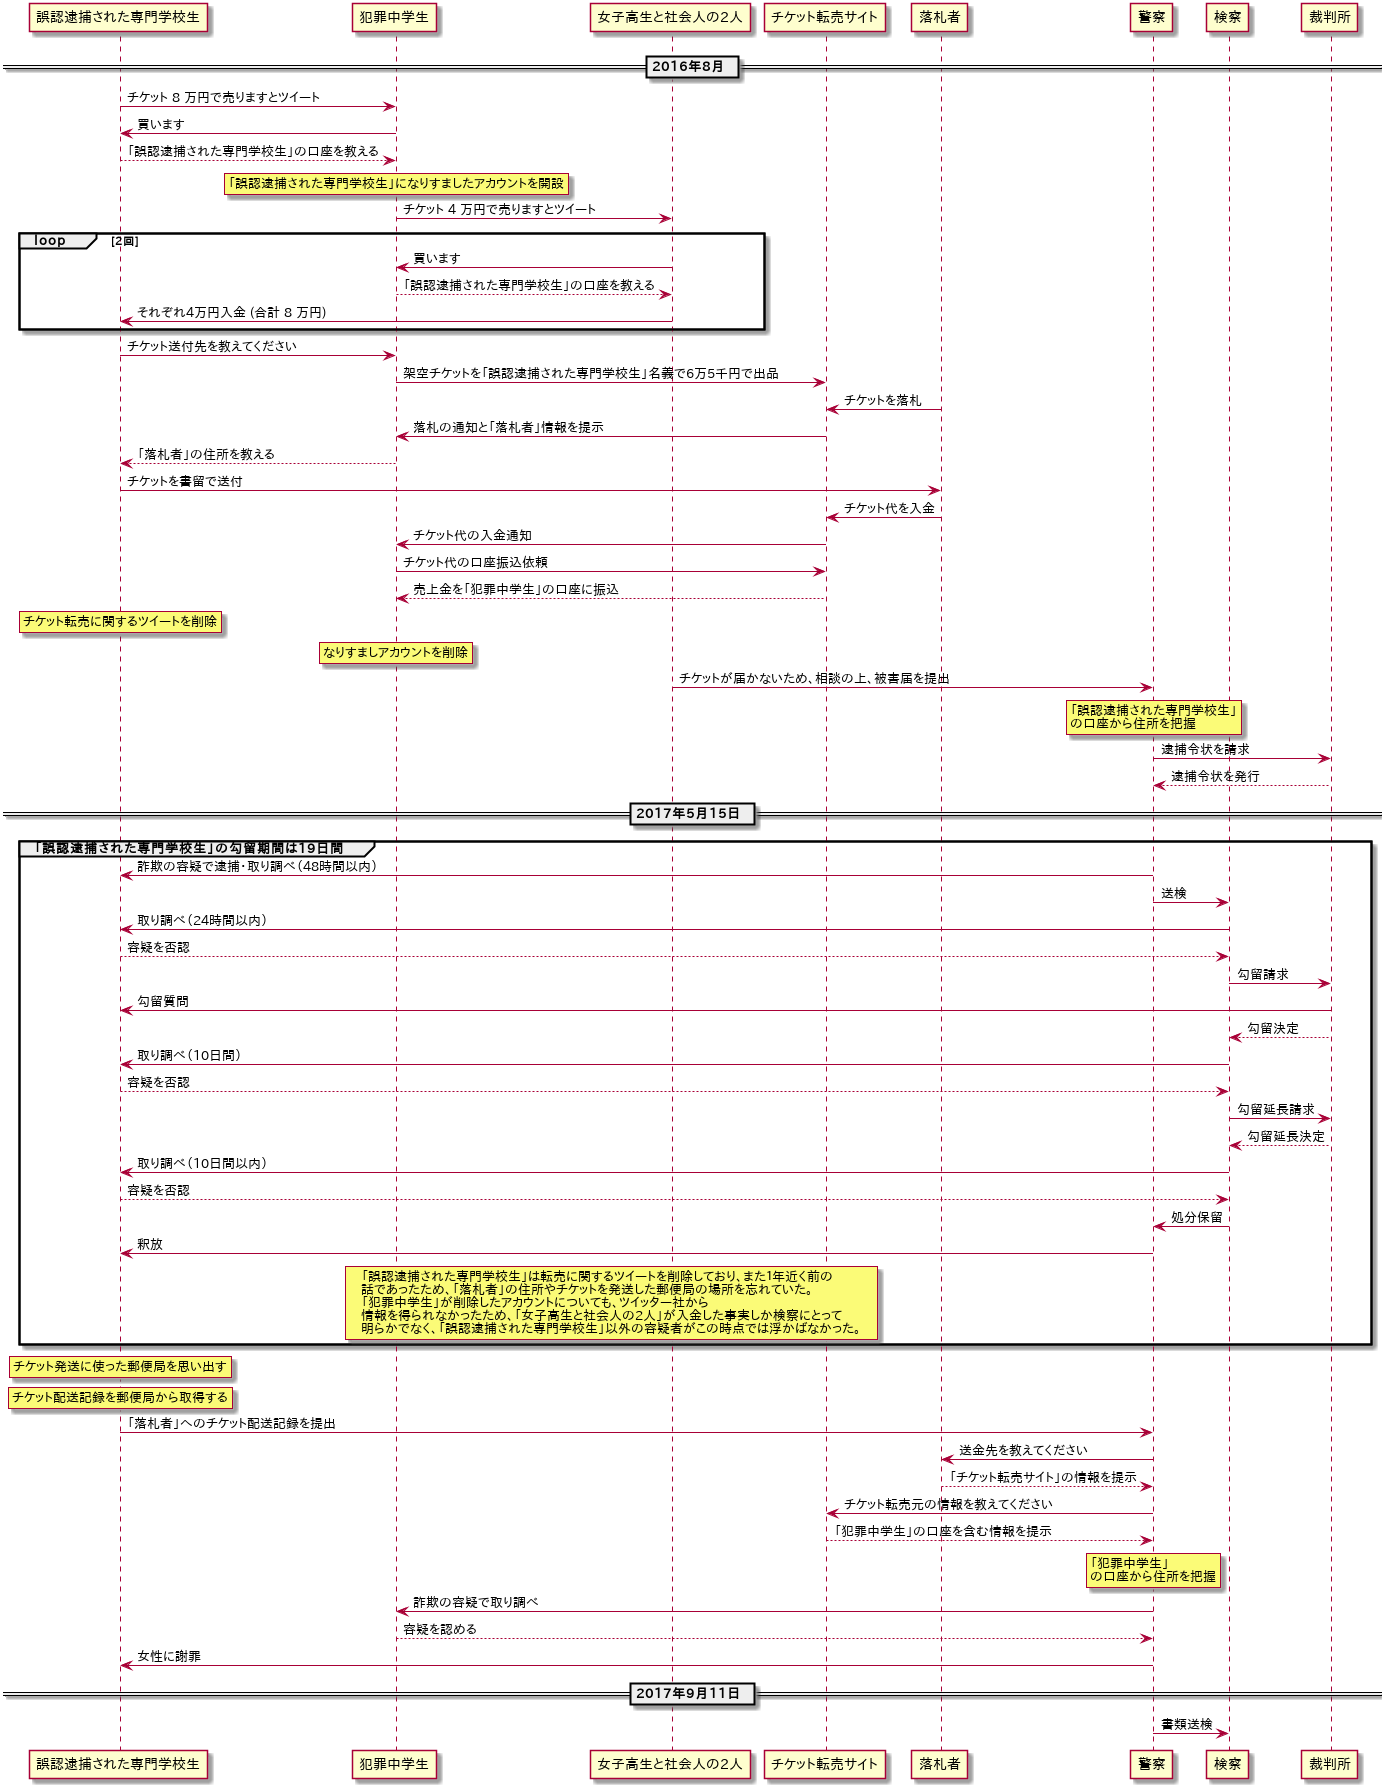 誤認逮捕された専門学校生 犯罪中学生 女子高生と社会人の2人 チケット転売サイト 落札者 警察 検察 裁判所
2016年8月
チケット 8 万円で売りますとツイート
買います
「誤認逮捕された専門学校生」の口座を教える
「誤認逮捕された専門学校生」になりすましたアカウントを開設
チケット 4 万円で売りますとツイート
loop [2回]
買います
「誤認逮捕された専門学校生」の口座を教える
それぞれ4万円入金 (合計 8 万円)
チケット送付先を教えてください
架空チケットを「誤認逮捕された専門学校生」名義で6万5千円で出品
チケットを落札
落札の通知と「落札者」情報を提示
「落札者」の住所を教える
チケットを書留で送付
チケット代を入金
チケット代の入金通知
チケット代の口座振込依頼
売上金を「犯罪中学生」の口座に振込
チケット転売に関するツイートを削除
なりすましアカウントを削除
チケットが届かないため、相談の上、被害届を提出
「誤認逮捕された専門学校生」
の口座から住所を把握
逮捕令状を請求
逮捕令状を発行
2017年5月15日
「誤認逮捕された専門学校生」の勾留期間は19日間
詐欺の容疑で逮捕・取り調べ（48時間以内）
送検
取り調べ（24時間以内）
容疑を否認
勾留請求
勾留質問
勾留決定
取り調べ（10日間）
容疑を否認
勾留延長請求
勾留延長決定
取り調べ（10日間以内）
容疑を否認
処分保留
釈放
「誤認逮捕された専門学校生」は転売に関するツイートを削除しており、また1年近く前の
話であったため、「落札者」の住所やチケットを発送した郵便局の場所を忘れていた。
「犯罪中学生」が削除したアカウントについても、ツイッター社から
情報を得られなかったため、「女子高生と社会人の2人」が入金した事実しか検察にとって
明らかでなく、「誤認逮捕された専門学校生」以外の容疑者がこの時点では浮かばなかった。
チケット発送に使った郵便局を思い出す
チケット配送記録を郵便局から取得する
「落札者」へのチケット配送記録を提出
送金先を教えてください
「チケット転売サイト」の情報を提示
チケット転売元の情報を教えてください
「犯罪中学生」の口座を含む情報を提示
「犯罪中学生」
の口座から住所を把握
詐欺の容疑で取り調べ
容疑を認める
女性に謝罪
2017年9月11日
書類送検
誤認逮捕された専門学校生 犯罪中学生 女子高生と社会人の2人 チケット転売サイト 落札者 警察 検察 裁判所